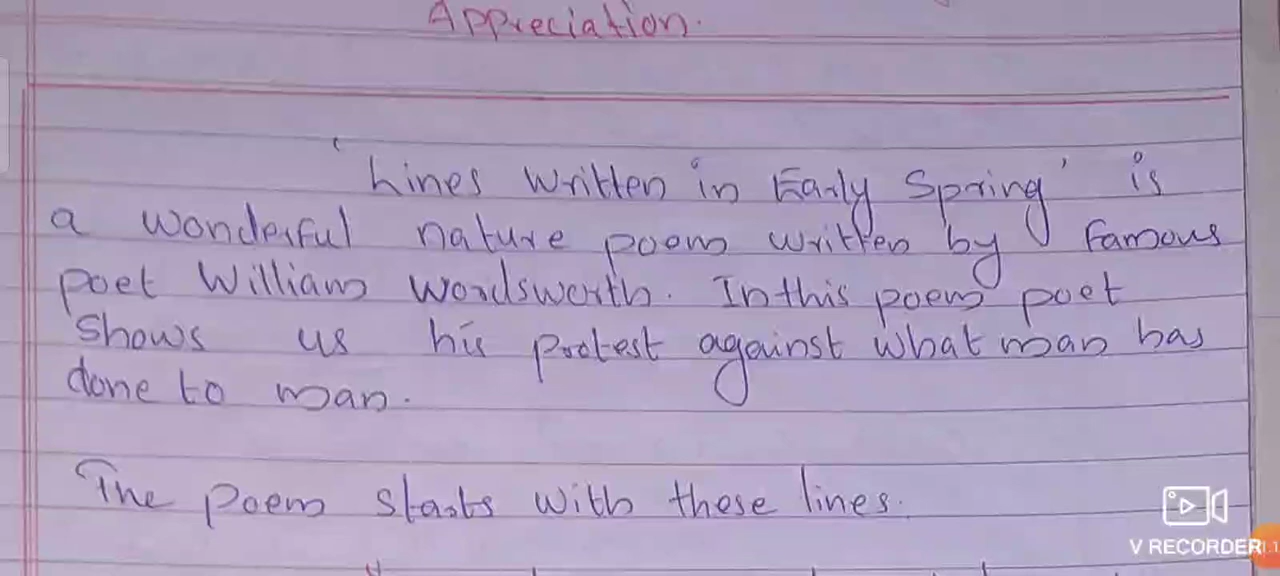 Appreciation.
'Lines Written in Early Spring' is
a wonderful nature poem written by famous
poet William Wordsworth. In this poem poet
shows us his protest against what man has
done to man.
The poem starts with these lines.
V RECORDER